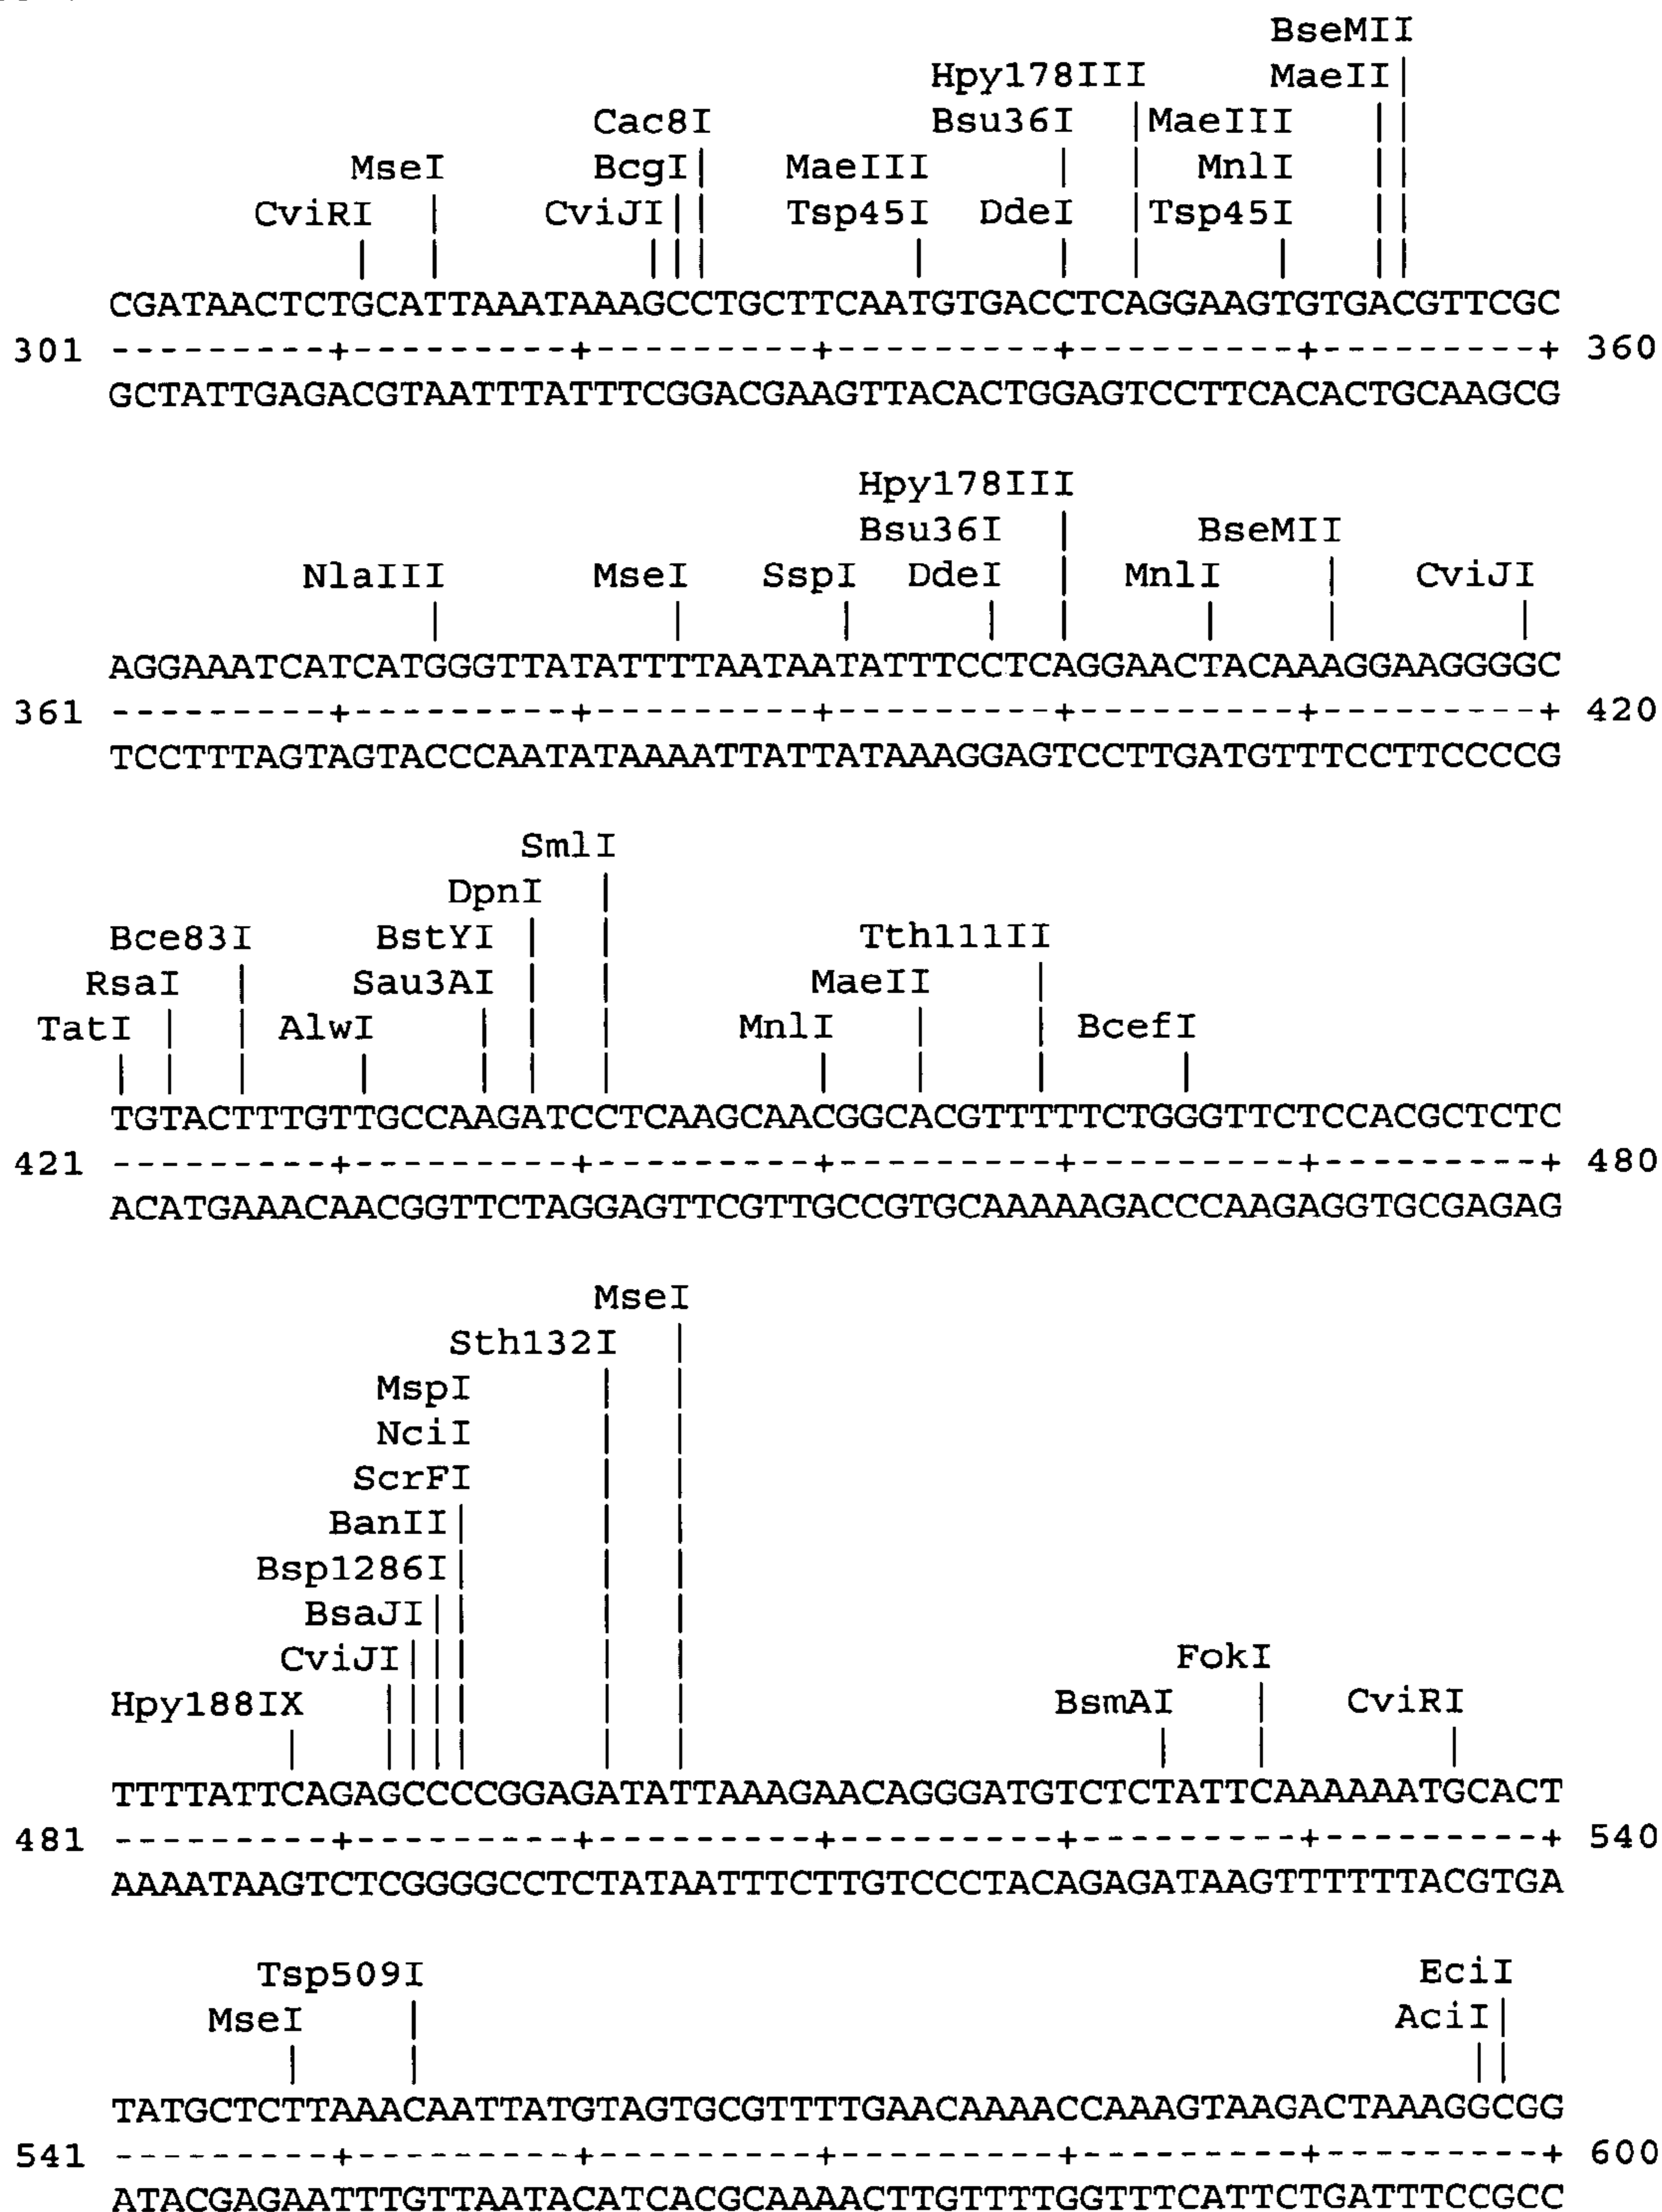 BseMII
Hpy178III MaeII
Cac8I Bsu36I MaeIII
MseI BcgI MaeIII MnlI
CviRI CviJI Tsp45I DdeI Tsp45I
CGATAACTCTGCATTAAATAAAGCCTGCTTCAATGTGACCTCAGGAAGTGTGACGTTCGC
301 ---------+---------+---------+---------+---------+---------+ 360
GCTATTGAGACGTAATTTATTTCGGACGAAGTTACACTGGAGTCCTTCACACTGCAAGCG
Hpy178III
Bsu36I BseMII
NlaIII MseI SspI DdeI MnlI CviJI
AGGAAATCATCATGGGTTATATTTTAATAATATTTCCTCAGGAACTACAAAGGAAGGGGC
361 ---------+---------+---------+---------+---------+---------+ 420
TCCTTTAGTAGTACCCAATATAAAATTATTATAAAGGAGTCCTTGATGTTTCCTTCCCCG
SmlI
DpnI
Bce83I BstYI Tth111II
RsaI Sau3AI MaeII
TatI AlwI MnlI BcefI
TGTACTTTGTTGCCAAGATCCTCAAGCAACGGCACGTTTTTCTGGGTTCTCCACGCTCTC
421 ---------+---------+---------+---------+---------+---------+ 480
ACATGAAACAACGGTTCTAGGAGTTCGTTGCCGTGCAAAAAGACCCAAGAGGTGCGAGAG
MseI
Sth132I
MspI
NciI
ScrFI
BanII
Bsp1286I
BsaJI
CviJI FokI
Hpy188IX BsmAI CviRI
TTTTATTCAGAGCCCCGGAGATATTAAAGAACAGGGATGTCTCTATTCAAAAAATGCACT
481 ---------+---------+---------+---------+---------+---------+ 540
AAAATAAGTCTCGGGGCCTCTATAATTTCTTGTCCCTACAGAGATAAGTTTTTTACGTGA
Tsp509I EciI
MseI AciI
TATGCTCTTAAACAATTATGTAGTGCGTTTTGAACAAAACCAAAGTAAGACTAAAGGCGG
541 ---------+---------+---------+---------+---------+---------+ 600
ATACGAGAATTTGTTAATACATCACGCAAAACTTGTTTTGGTTTCATTCTGATTTCCGCC